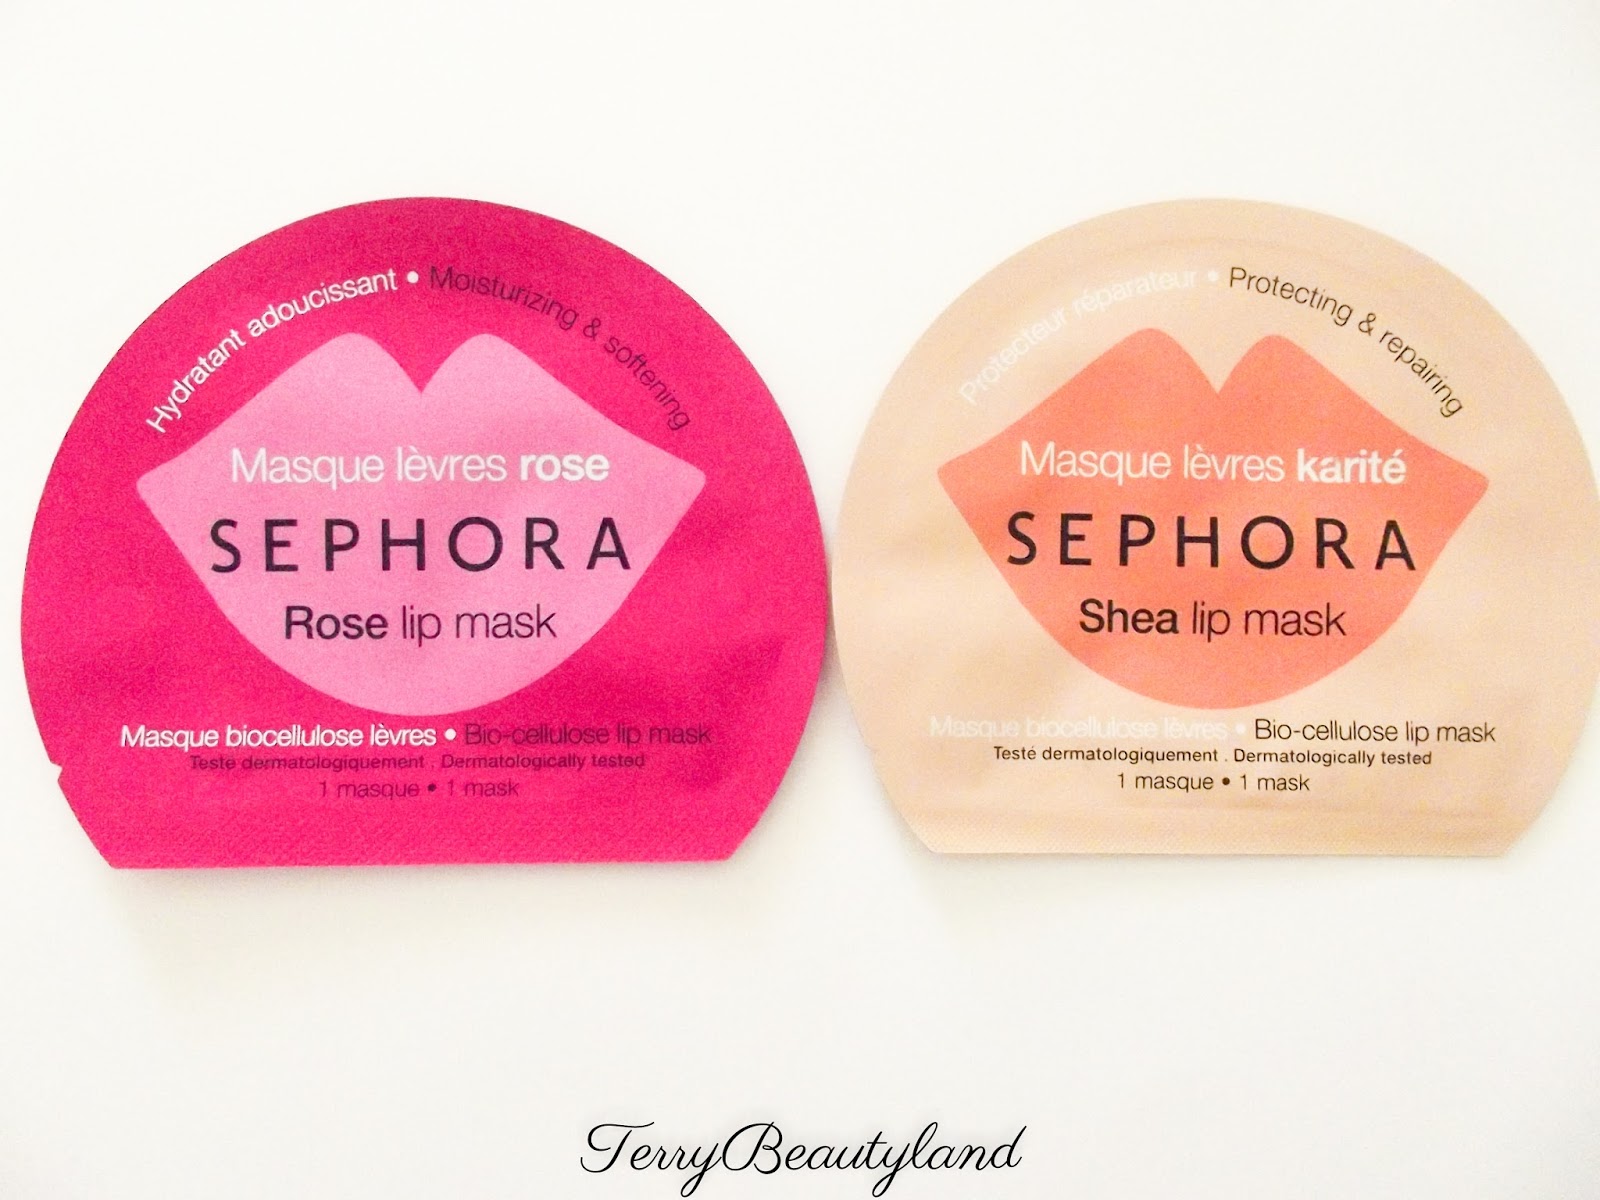 Hydratant adoucissant • Moisturizing & softening
Masque lèvres rose
SEPHORA
Rose lip mask
Masque biocellulose lèvres • Bio-cellulose lip mask
Testé dermatologiquement . Dermatologically tested
1 masque • 1 mask
Protecteur réparateur • Protecting & repairing
Masque lèvres karité
SEPHORA
Shea lip mask
Masque biocellulose lèvres • Bio-cellulose lip mask
Testé dermatologiquement . Dermatologically tested
1 masque • 1 mask
TerryBeautyland